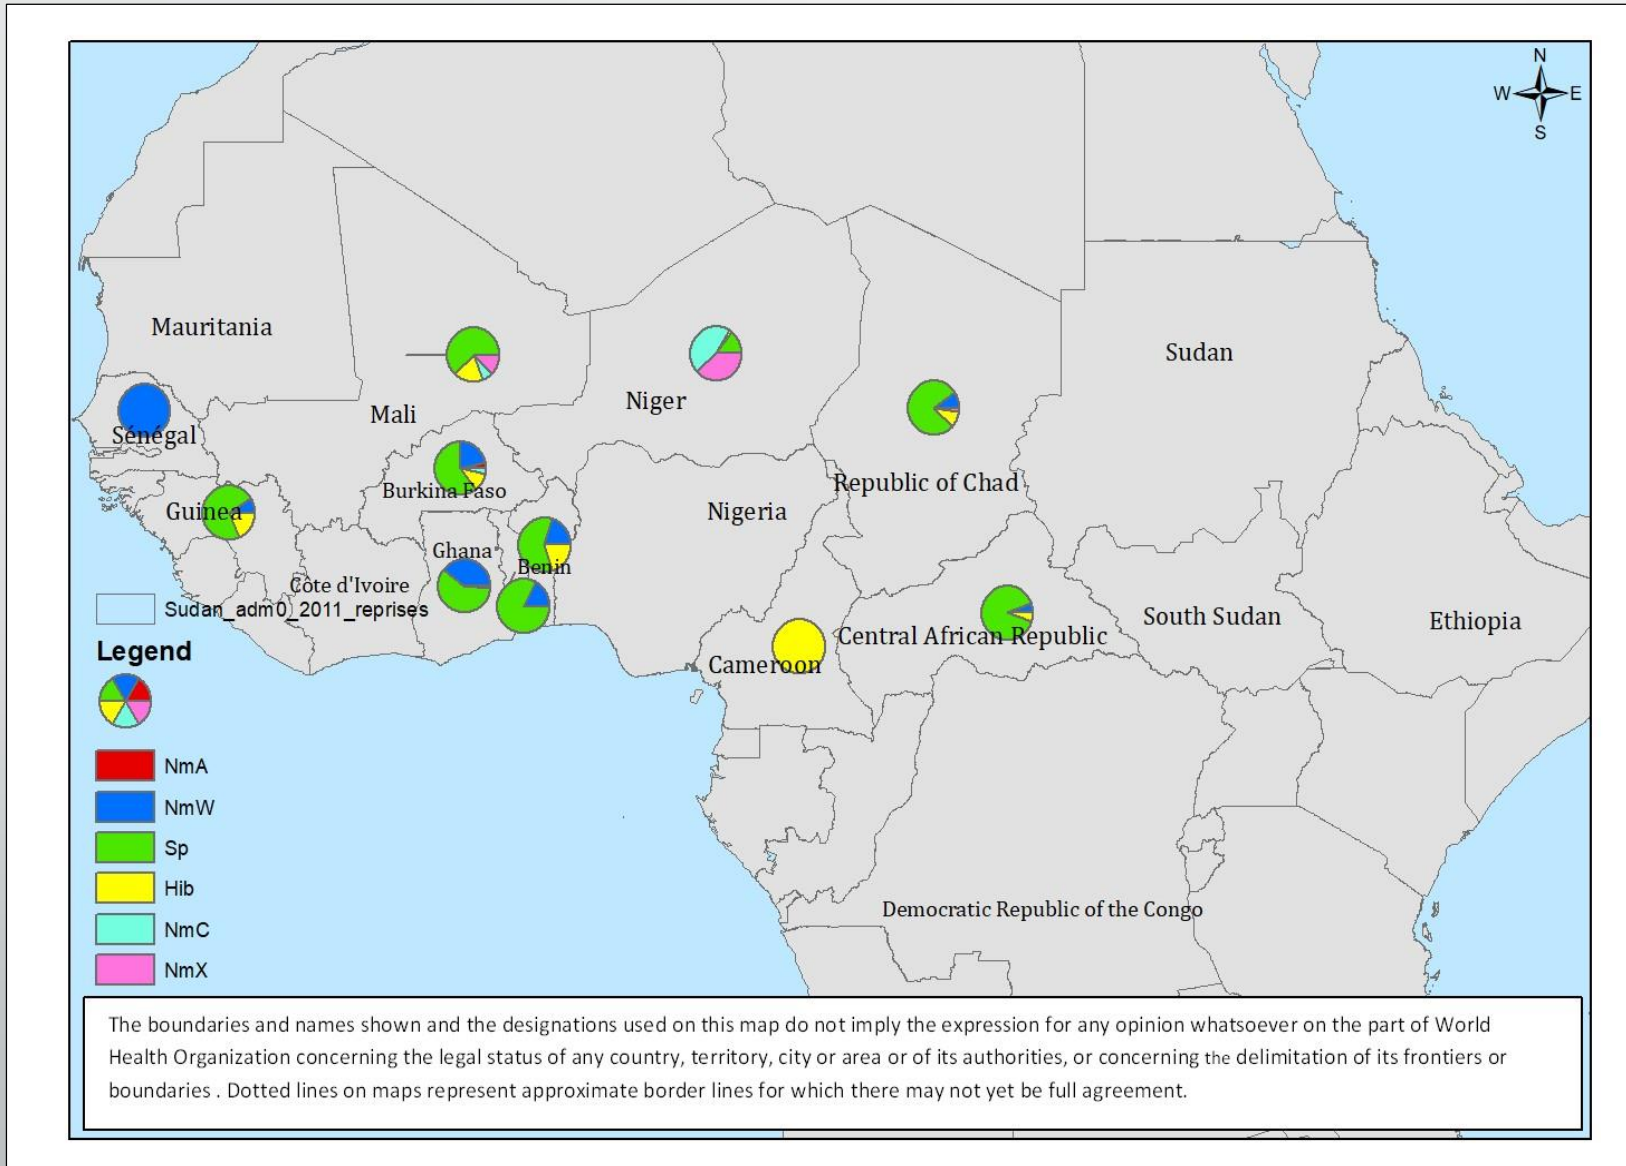 N
W E
S
Mauritania
Sudan
Niger
Mali
Sénégal
Burkina Faso
Republic of Chad
Guinea
Nigeria
Ghana
Benin
Côte d'Ivoire
Sudan_adm0_2011_reprises
South Sudan
Ethiopia
Central African Republic
Cameroon
Legend
NmA
NmW
Sp
Hib
NmC
NmX
Democratic Republic of the Congo
The boundaries and names shown and the designations used on this map do not imply the expression for any opinion whatsoever on the part of World
Health Organization concerning the legal status of any country, territory, city or area or of its authorities, or concerning the delimitation of its frontiers or
boundaries . Dotted lines on maps represent approximate border lines for which there may not yet be full agreement.